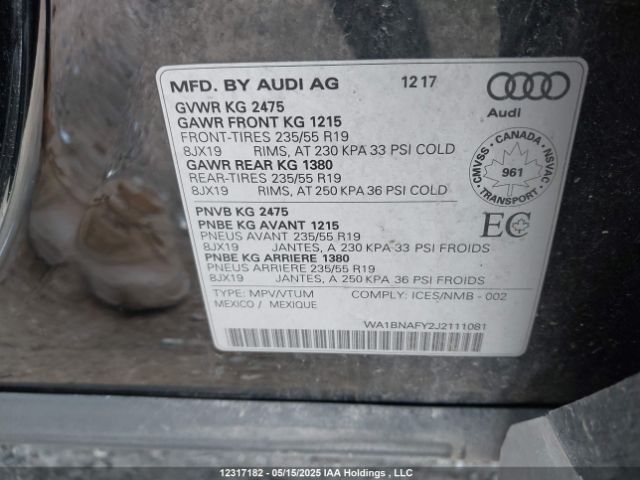 MFD. BY AUDI AG 12 17
GVWR KG 2475
GAWR FRONT KG 1215
FRONT-TIRES 235/55 R19
8JX19 RIMS, AT 230 KPA 33 PSI COLD
GAWR REAR KG 1380
REAR-TIRES 235/55 R19
8JX19 RIMS, AT 250 KPA 36 PSI COLD
Audi
CMVSS - CANADA - NSVAC
961
TRANSPORT
PNVB KG 2475
PNBE KG AVANT 1215
PNEUS AVANT 235/55 R19
8JX19 JANTES, A 230 KPA 33 PSI FROIDS
PNBE KG ARRIERE 1380
PNEUS ARRIERE 235/55 R19
8JX19 JANTES, A 250 KPA 36 PSI FROIDS
EC
TYPE: MPV/VTUM COMPLY: ICES/NMB - 002
MEXICO / MEXIQUE
WA1BNAFY2J2111081
12317182 - 05/15/2025 IAA Holdings , LLC